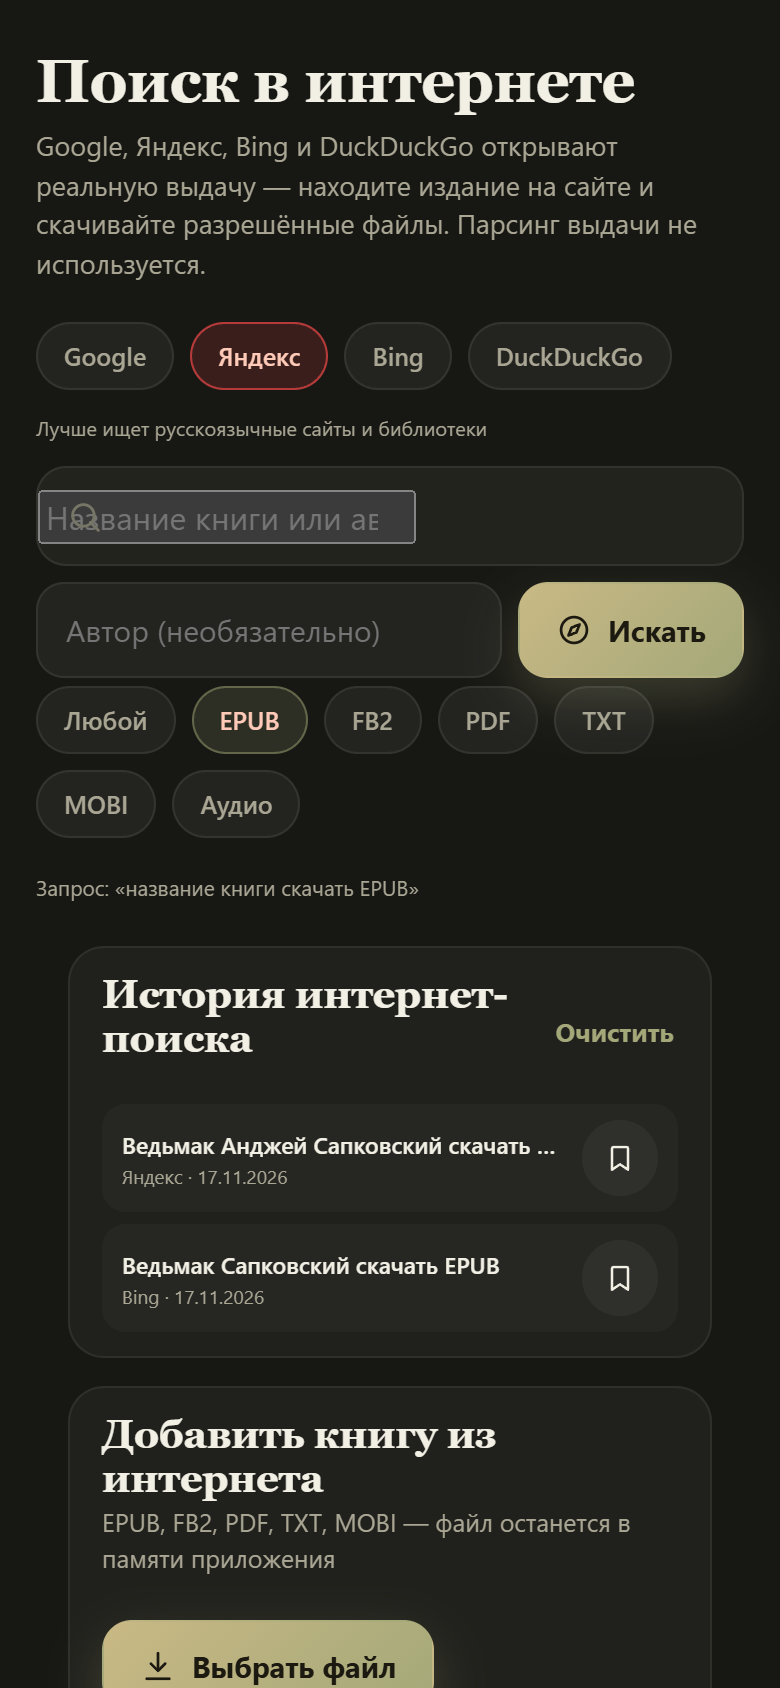 Поиск в интернете
Google, Яндекс, Bing и DuckDuckGo открывают
реальную выдачу — находите издание на сайте и
скачивайте разрешённые файлы. Парсинг выдачи не
используется.
Google Яндекс Bing DuckDuckGo
Лучше ищет русскоязычные сайты и библиотеки
Название книги или ав
Автор (необязательно) Искать
Любой EPUB FB2 PDF TXT
MOBI Аудио
Запрос: «название книги скачать EPUB»
История интернет-
поиска
Очистить
Ведьмак Анджей Сапковский скачать ...
Яндекс · 17.11.2026
Ведьмак Сапковский скачать EPUB
Bing · 17.11.2026
Добавить книгу из
интернета
EPUB, FB2, PDF, TXT, MOBI — файл останется в
памяти приложения
Выбрать файл